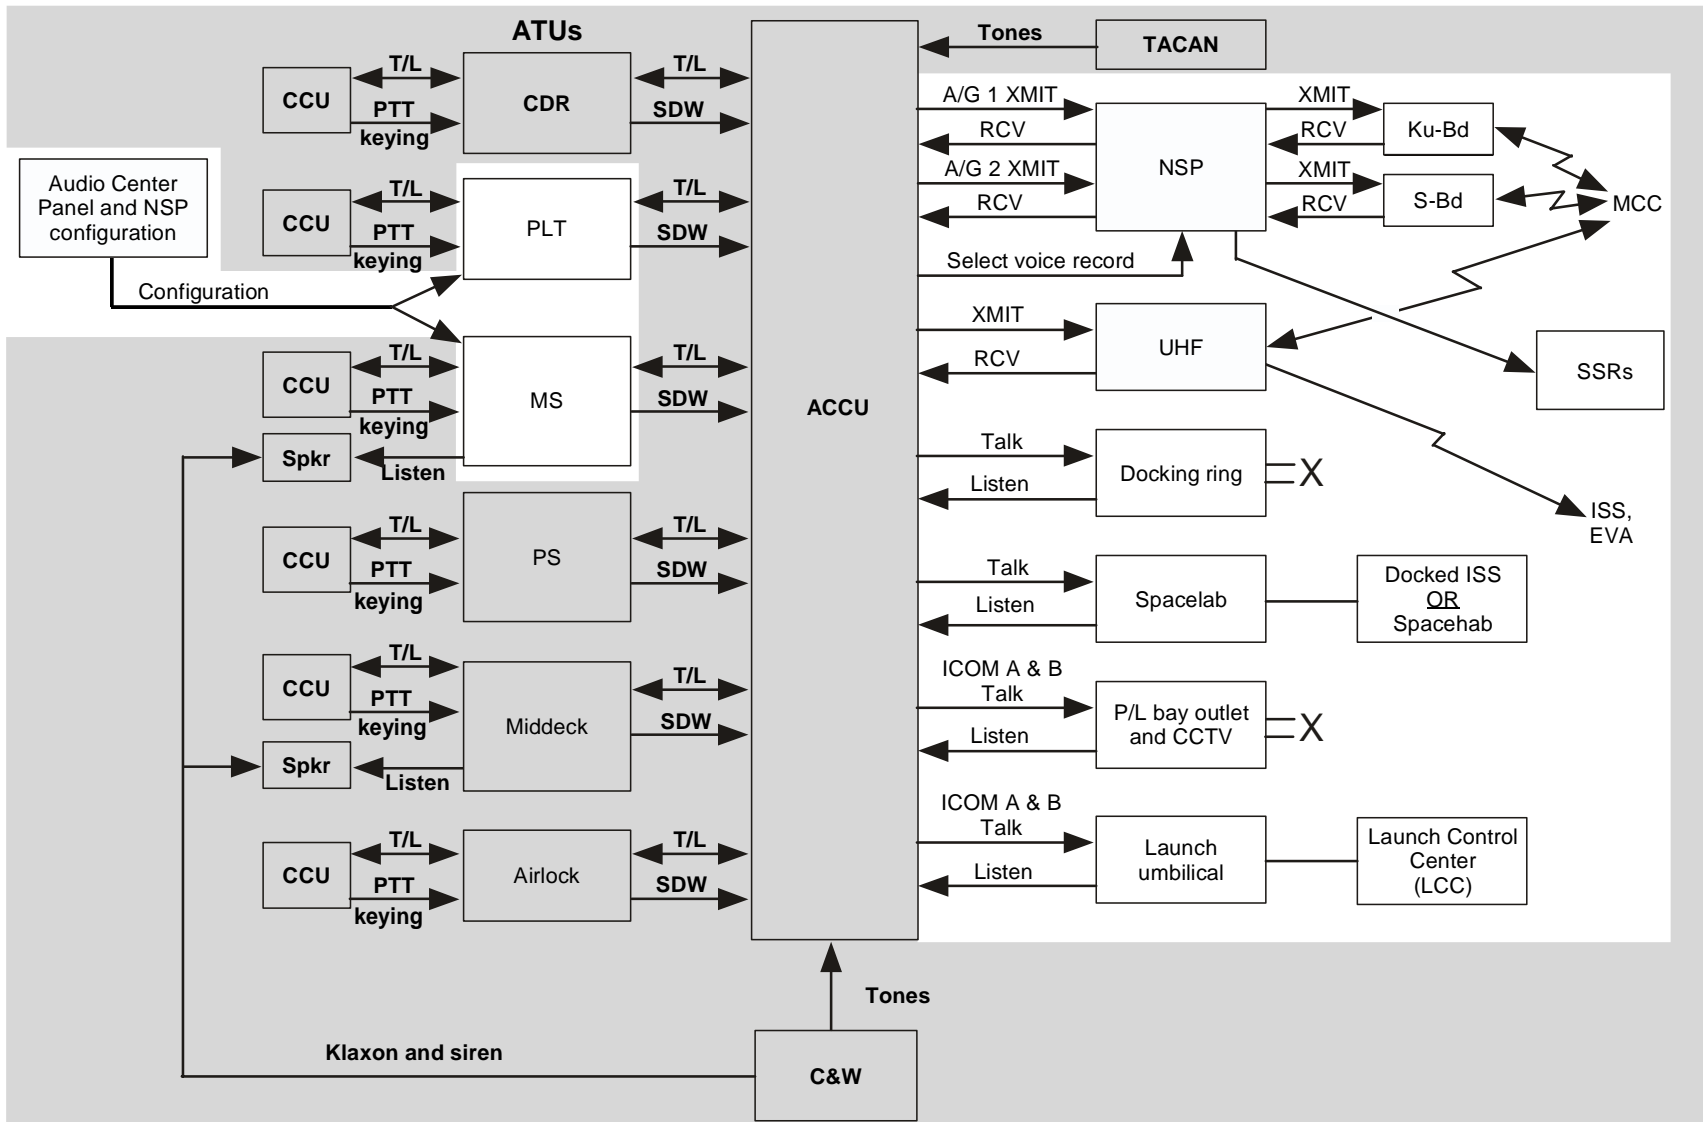 ATUs
CCU
T/L
PTT
keying
CDR
T/L
SDW
Audio Center
Panel and NSP
configuration
Configuration
CCU
T/L
PTT
keying
PLT
T/L
SDW
CCU
T/L
PTT
keying
MS
T/L
SDW
Spkr
Listen
CCU
T/L
PTT
keying
PS
T/L
SDW
CCU
T/L
PTT
keying
Middeck
T/L
SDW
Spkr
Listen
CCU
T/L
PTT
keying
Airlock
T/L
SDW
ACCU
Tones
Klaxon and siren
C&W
Tones
TACAN
A/G 1 XMIT
RCV
A/G 2 XMIT
RCV
Select voice record
NSP
XMIT
RCV
XMIT
RCV
Ku-Bd
S-Bd
MCC
XMIT
RCV
UHF
SSRs
ISS,
EVA
Talk
Listen
Docking ring
X
Talk
Listen
Spacelab
Docked ISS
OR
Spacehab
ICOM A & B
Talk
Listen
P/L bay outlet
and CCTV
X
ICOM A & B
Talk
Listen
Launch
umbilical
Launch Control
Center
(LCC)